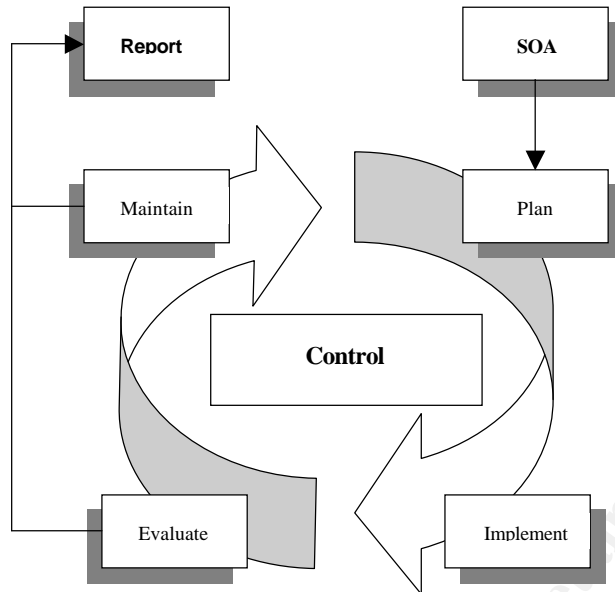 Report
SOA
Maintain
Plan
Control
Evaluate
Implement